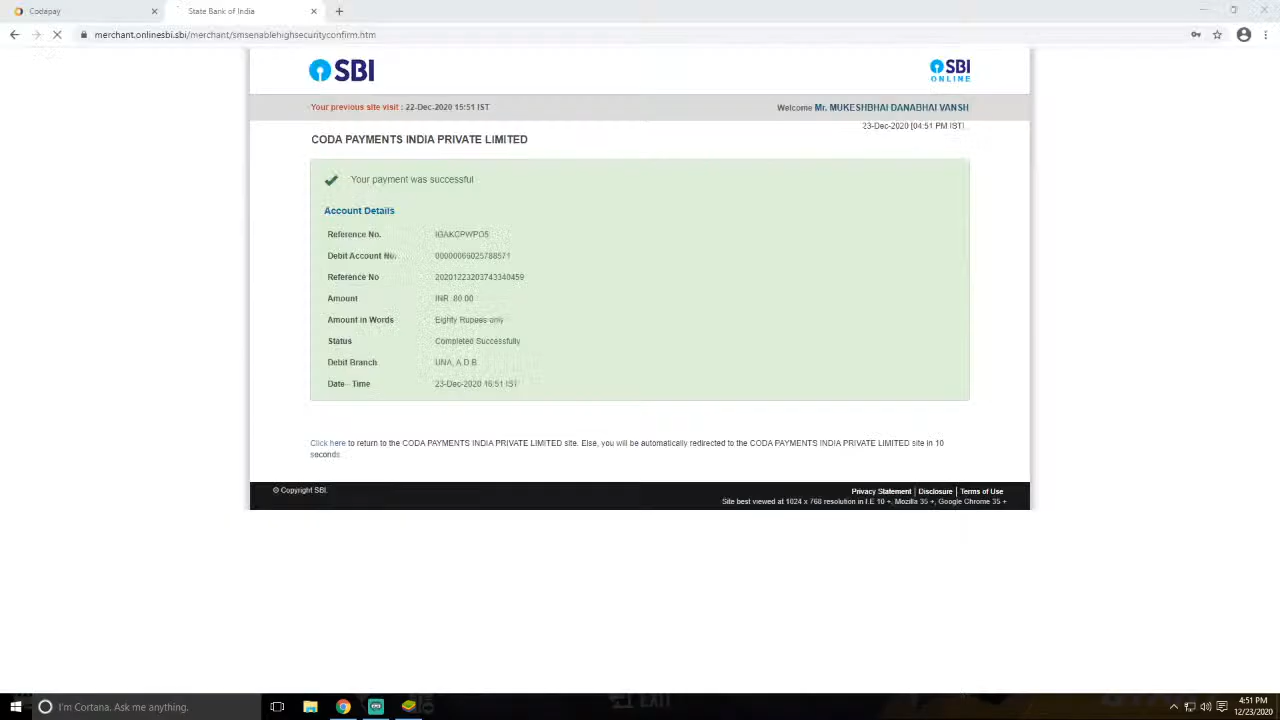 Codapay
State Bank of India
merchant.onlinesbi.sbi/merchant/smsenablehighsecurityconfirm.htm
SBI
SBI
ONLINE
Your previous site visit : 22-Dec-2020 15:51 IST
Welcome Mr. MUKESHBHAI DANABHAI VANSH
23-Dec-2020 [04:51 PM IST]
CODA PAYMENTS INDIA PRIVATE LIMITED
Your payment was successful
Account Details
Reference No. IGAKCPWPO5
Debit Account No. 00000066025788571
Reference No 20201223203743340459
Amount INR 80.00
Amount in Words Eighty Rupees only
Status Completed Successfully
Debit Branch UNA, A.D.B
Date - Time 23-Dec-2020 16:51 IST
Click here to return to the CODA PAYMENTS INDIA PRIVATE LIMITED site. Else, you will be automatically redirected to the CODA PAYMENTS INDIA PRIVATE LIMITED site in 10
seconds
© Copyright SBI.
Privacy Statement | Disclosure | Terms of Use
Site best viewed at 1024 x 768 resolution in I.E 10 +, Mozilla 35 +, Google Chrome 35 +
I'm Cortana. Ask me anything.
EXIT
4:51 PM
12/23/2020